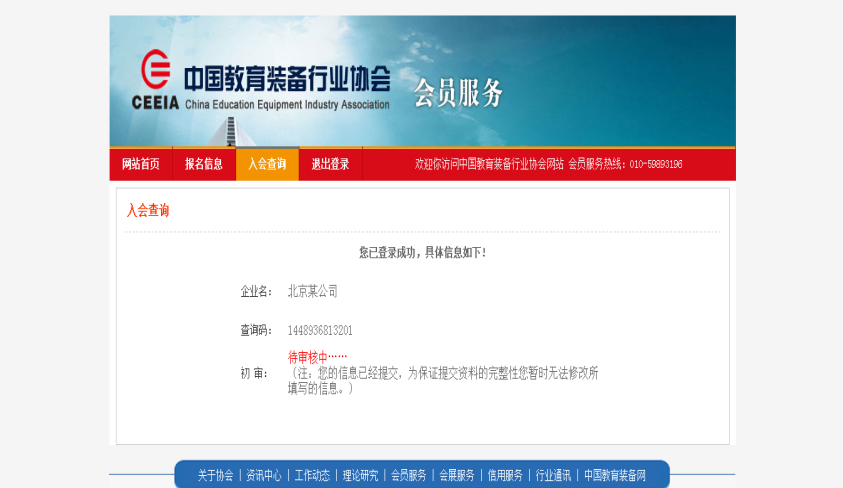 中国教育装备行业协会
CEEIA China Education Equipment Industry Association
会员服务
网站首页 报名信息 入会查询 退出登录 欢迎你访问中国教育装备行业协会网站 会员服务热线：010-59893196
入会查询
您已登录成功，具体信息如下！
企业名： 北京某公司
查询码： 1448936813201
待审核中……
初 审： （注：您的信息已经提交，为保证提交资料的完整性您暂时无法修改所
填写的信息。）
关于协会 | 资讯中心 | 工作动态 | 理论研究 | 会员服务 | 会展服务 | 信用服务 | 行业通讯 | 中国教育装备网